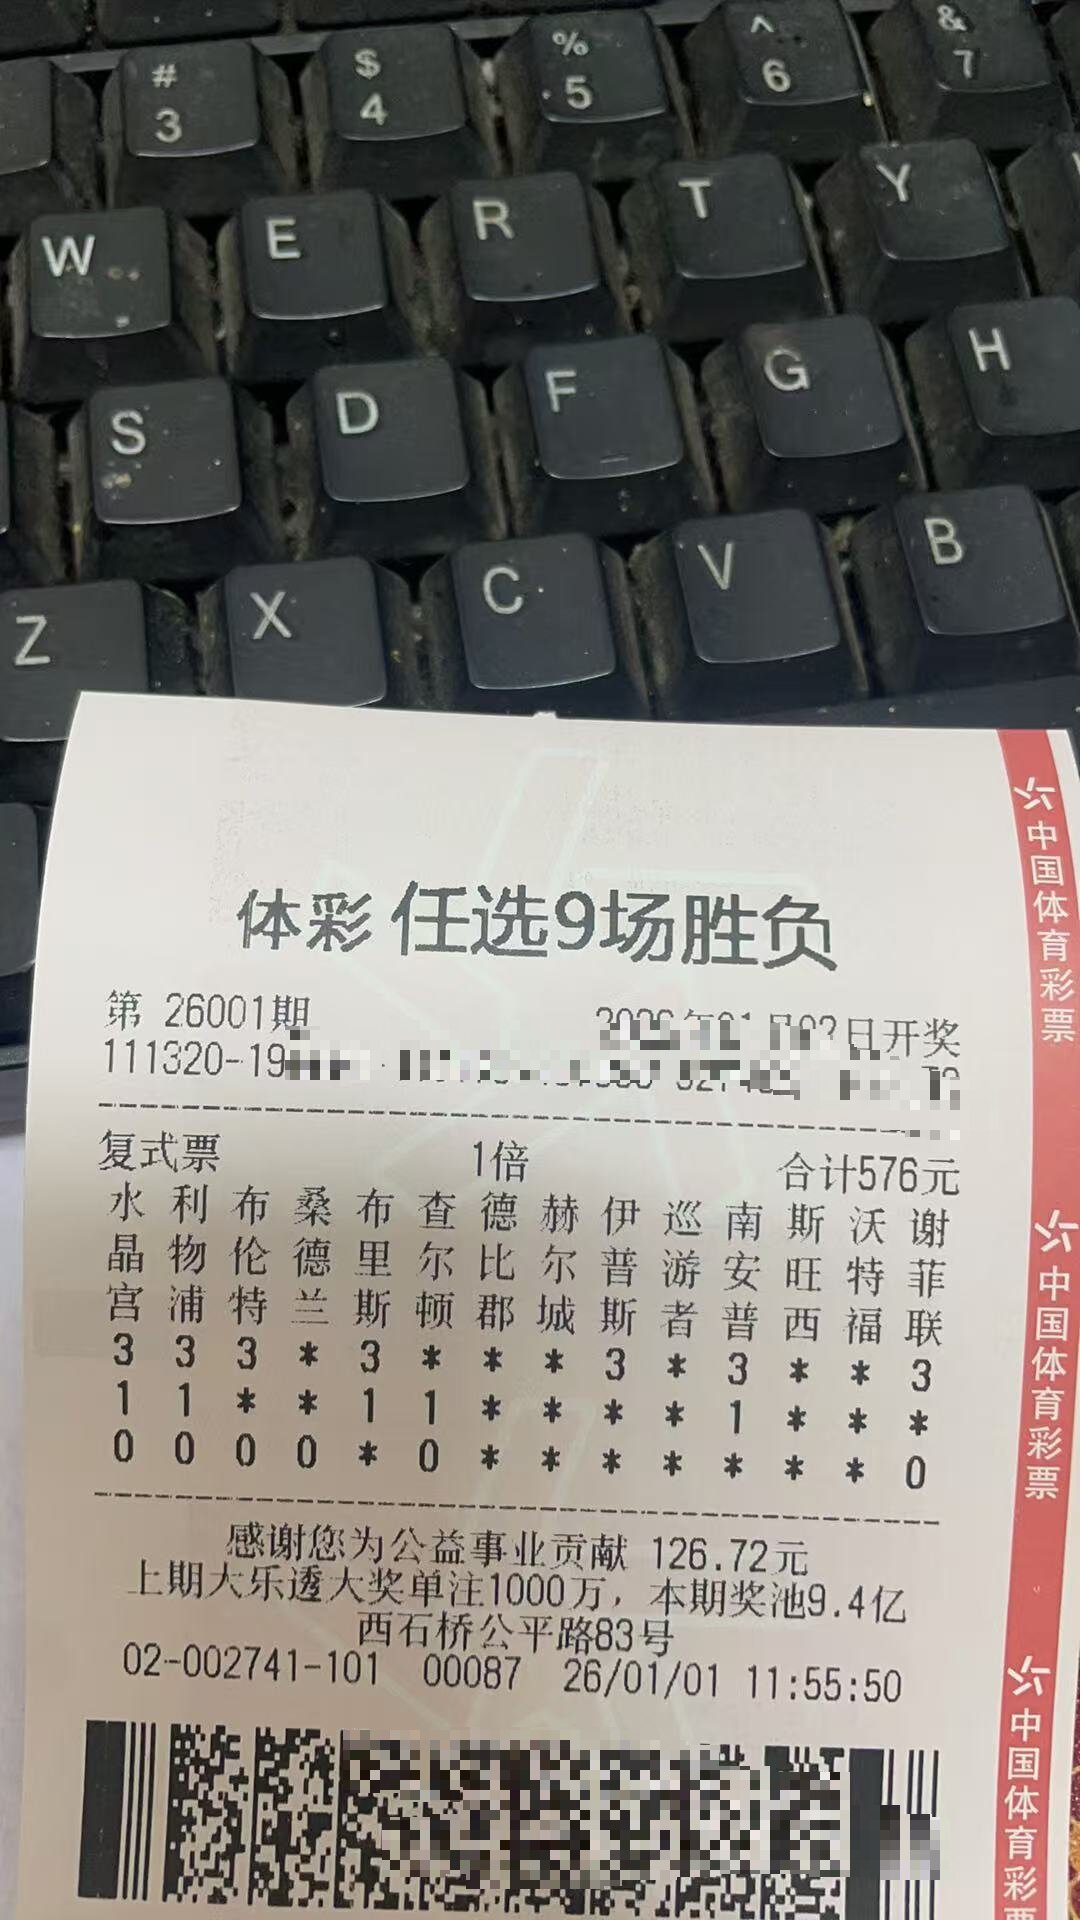 # 3
$ 4
% 5
^ 6
& 7
W E R T Y
S D F G H
Z X C V B
体彩 任选9场胜负
第 26001期
日开奖
111320-19
复式票 1倍 合计576元
水 利 布 桑 布 查 德 赫 伊 巡 南 斯 沃 谢
晶 物 伦 德 里 尔 比 尔 普 游 安 旺 特 菲
宫 浦 特 兰 斯 顿 郡 城 斯 者 普 西 福 联
3 3 3 * 3 * * * 3 * 3 * * 3
1 1 * * 1 1 * * * * 1 * * *
0 0 0 0 * 0 * * * * * * * 0
感谢您为公益事业贡献 126.72元
上期大乐透大奖单注1000万，本期奖池9.4亿
西石桥公平路83号
02-002741-101 00087 26/01/01 11:55:50
中国体育彩票
中国体育彩票
中国体育彩票